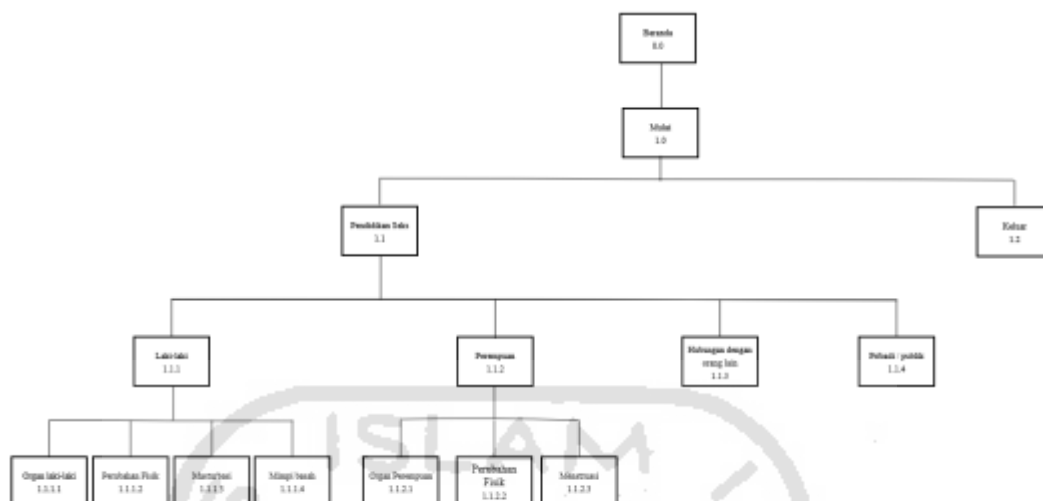 Beranda
0.0
Mulai
1.0
Pendidikan Seks
1.1
Keluar
1.2
Laki-laki
1.1.1
Perempuan
1.1.2
Hubungan dengan
orang lain
1.1.3
Pribadi / publik
1.1.4
Organ laki-laki
1.1.1.1
Perubahan Fisik
1.1.1.2
Masturbasi
1.1.1.3
Mimpi basah
1.1.1.4
Organ Perempuan
1.1.2.1
Perubahan
Fisik
1.1.2.2
Menstruasi
1.1.2.3
ISLAM